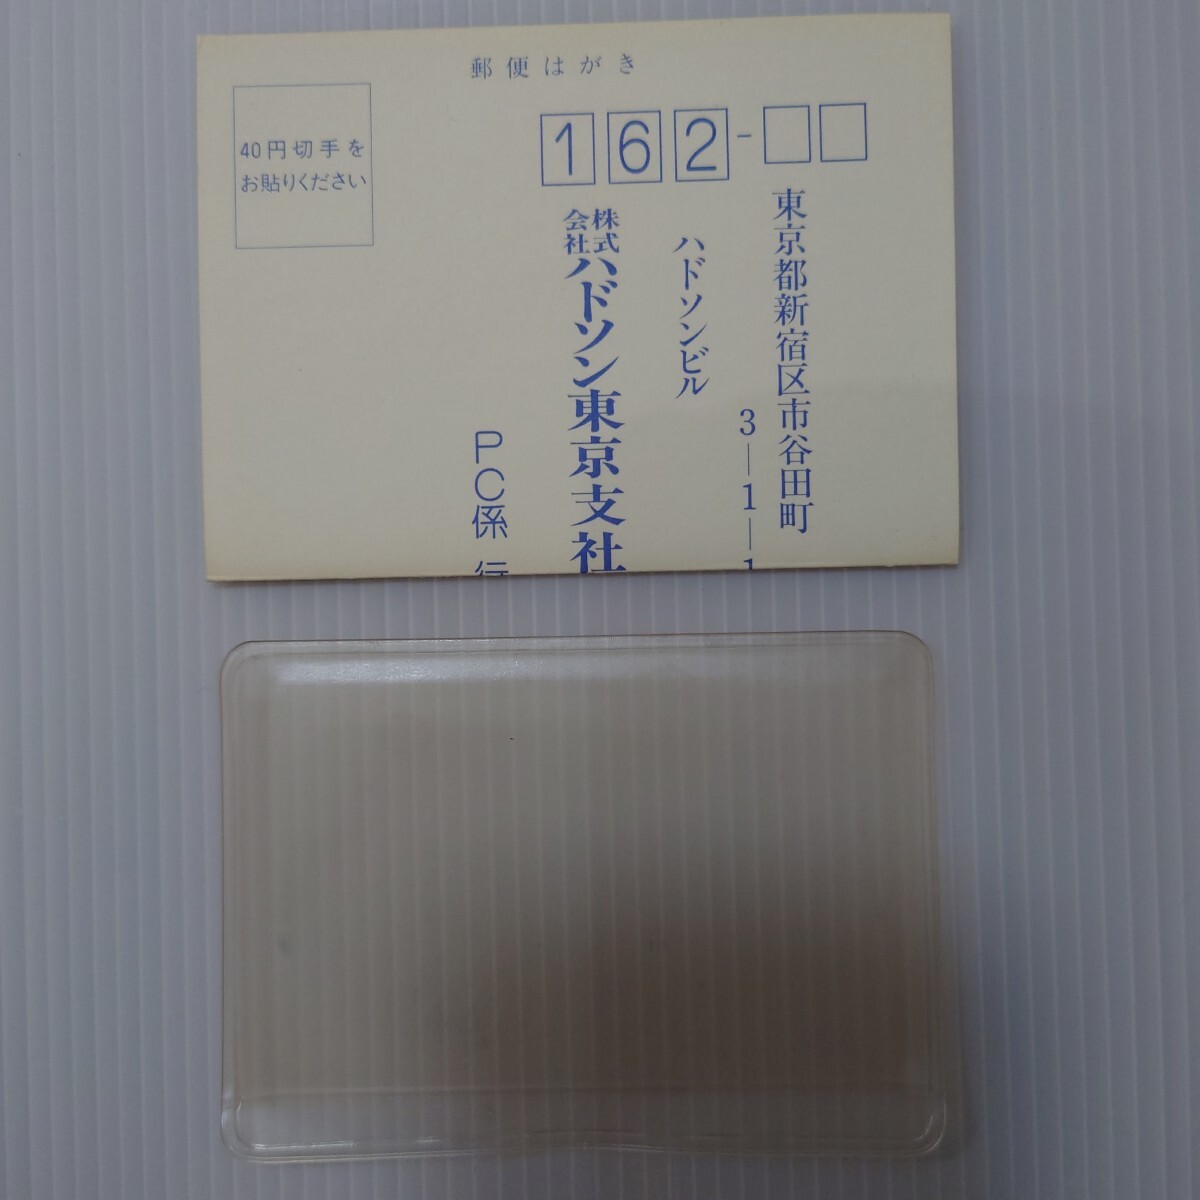 郵便はがき
40円切手を
お貼りください
162-
東京都新宿区市谷田町
3―1―1
ハドソンビル
株式会社ハドソン東京支社
PC係 行